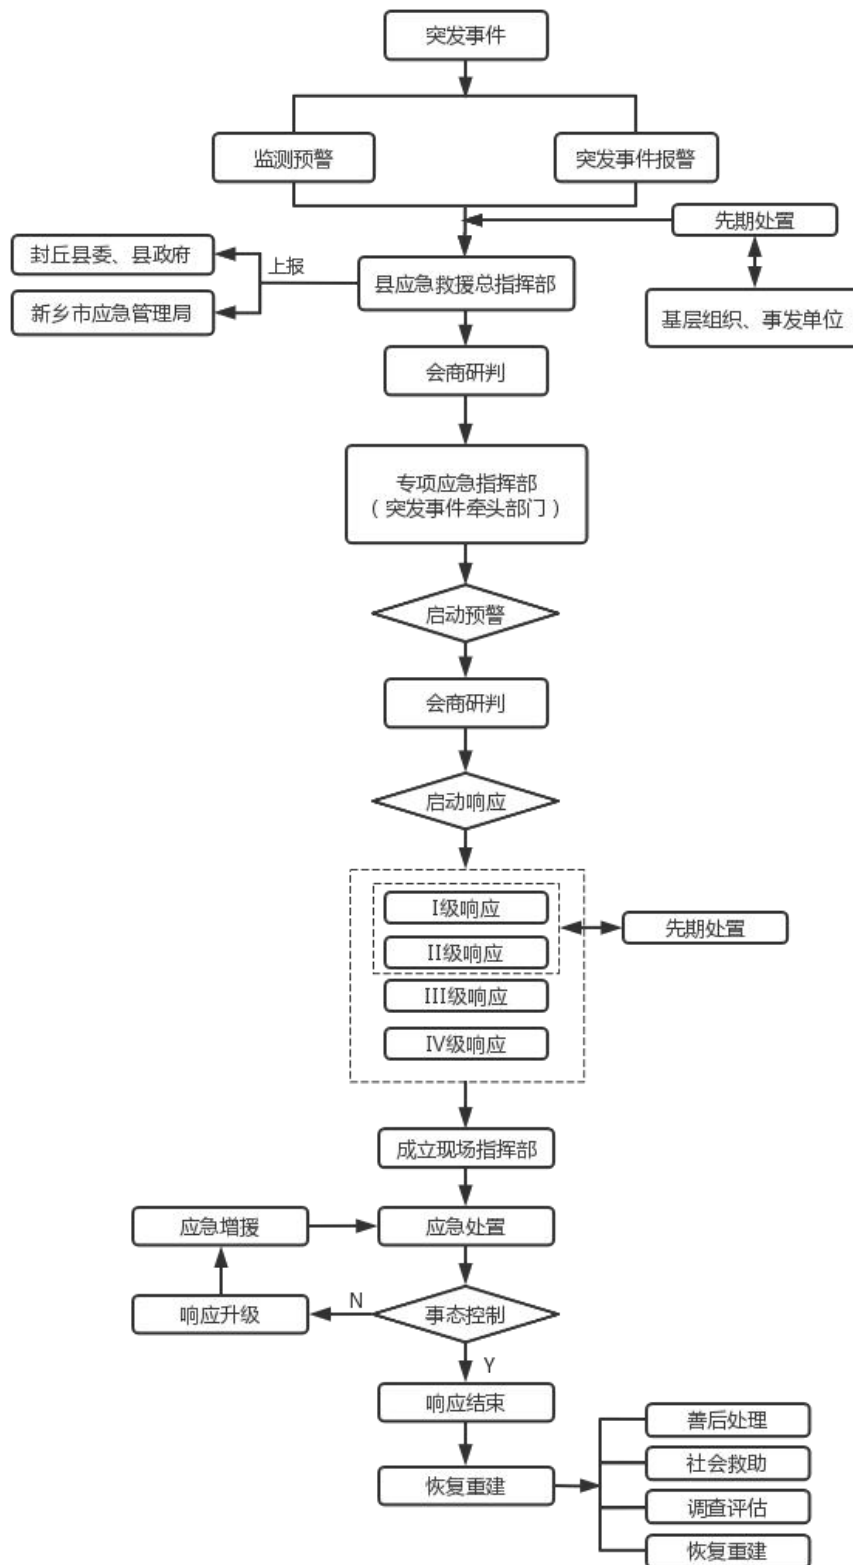 突发事件
监测预警
突发事件报警
先期处置
封丘县委、县政府
上报
县应急救援总指挥部
新乡市应急管理局
基层组织、事发单位
会商研判
专项应急指挥部
（突发事件牵头部门）
启动预警
会商研判
启动响应
I级响应
先期处置
II级响应
III级响应
IV级响应
成立现场指挥部
应急增援
应急处置
响应升级
N
事态控制
Y
响应结束
善后处理
社会救助
恢复重建
调查评估
恢复重建